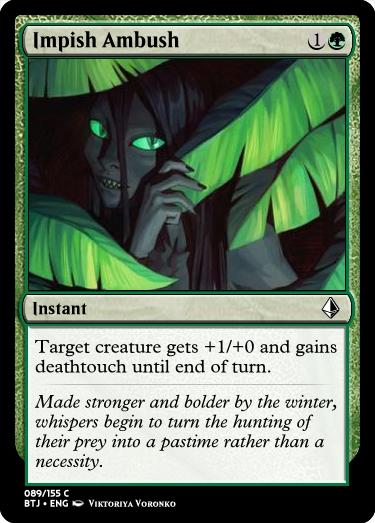 Impish Ambush 1
Instant
Target creature gets +1/+0 and gains
deathtouch until end of turn.
Made stronger and bolder by the winter,
whispers begin to turn the hunting of
their prey into a pastime rather than a
necessity.
089/155 C
BTJ • ENG Viktoriya Voronko